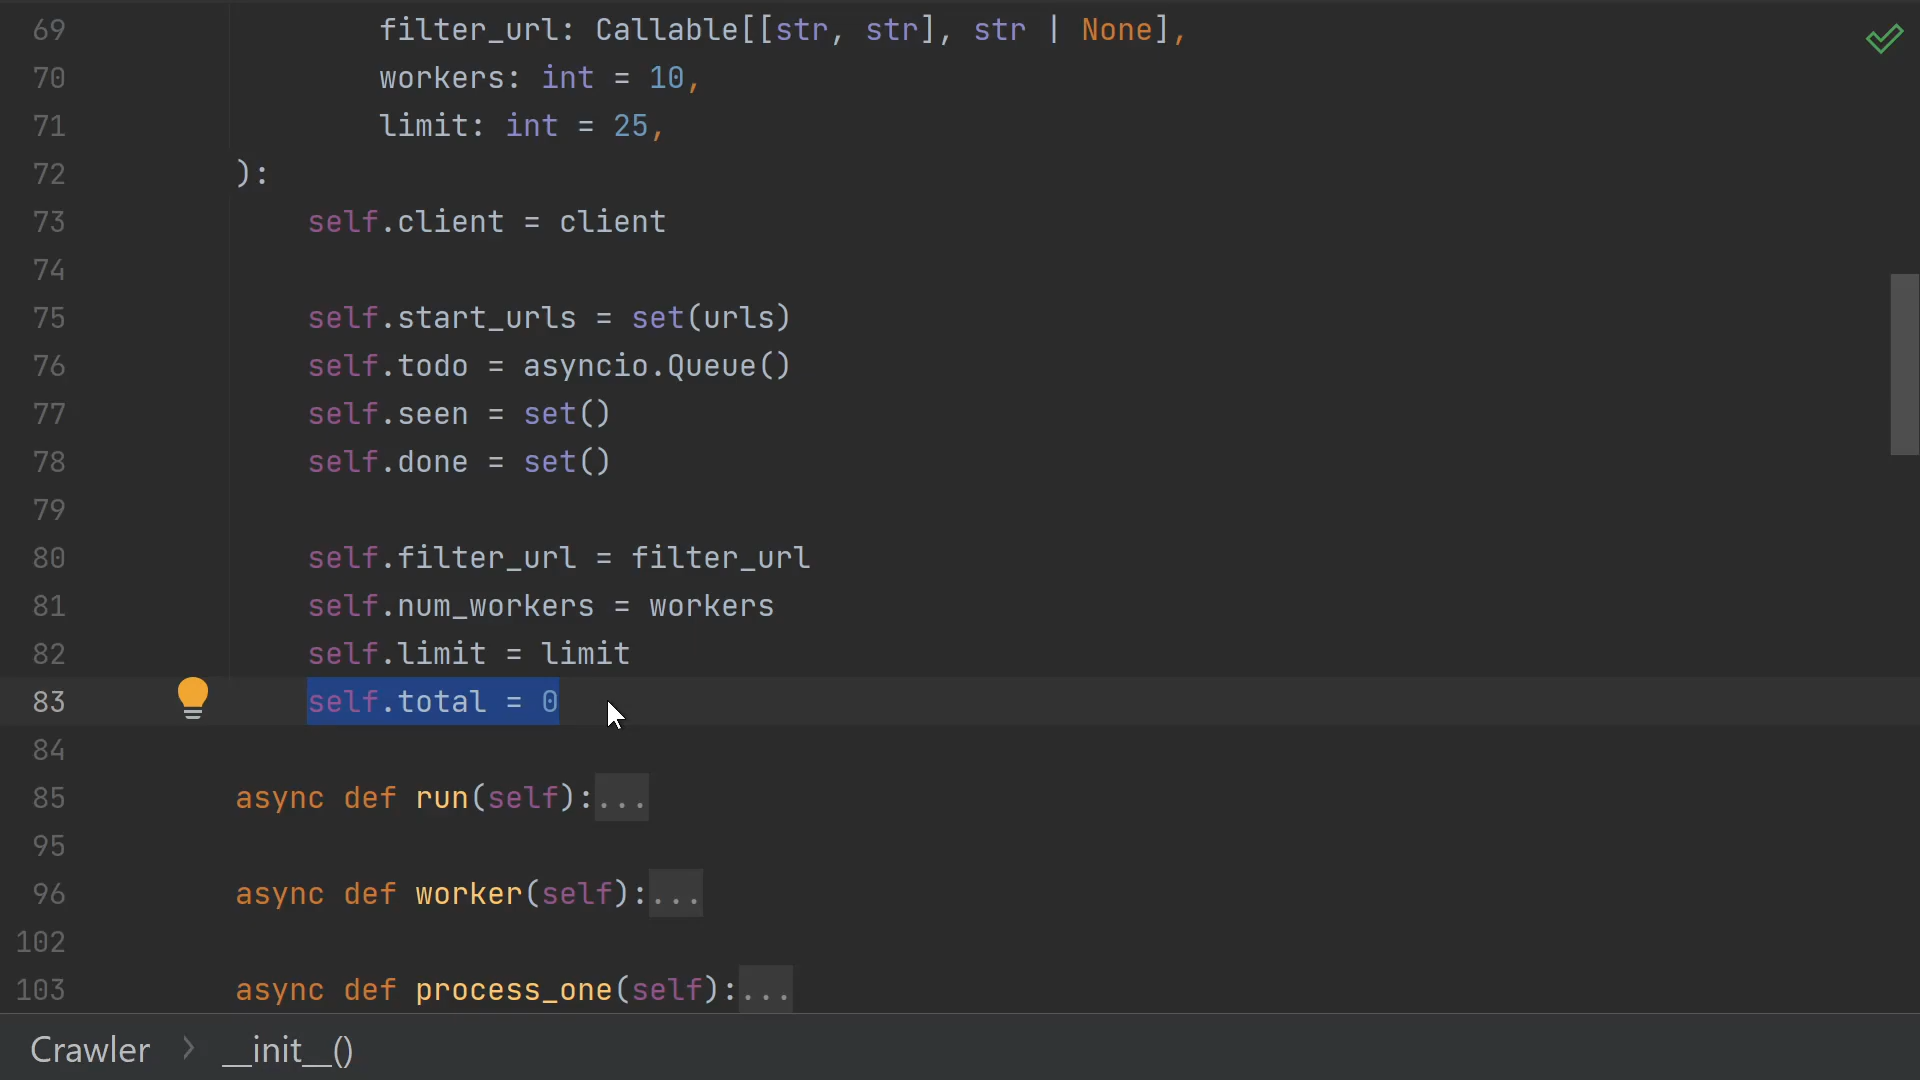 69 filter_url: Callable[[str, str], str | None],
70 workers: int = 10,
71 limit: int = 25,
72 ):
73 self.client = client
74
75 self.start_urls = set(urls)
76 self.todo = asyncio.Queue()
77 self.seen = set()
78 self.done = set()
79
80 self.filter_url = filter_url
81 self.num_workers = workers
82 self.limit = limit
83 self.total = 0
84
85 async def run(self):...
95
96 async def worker(self):...
102
103 async def process_one(self):...
Crawler > __init__()